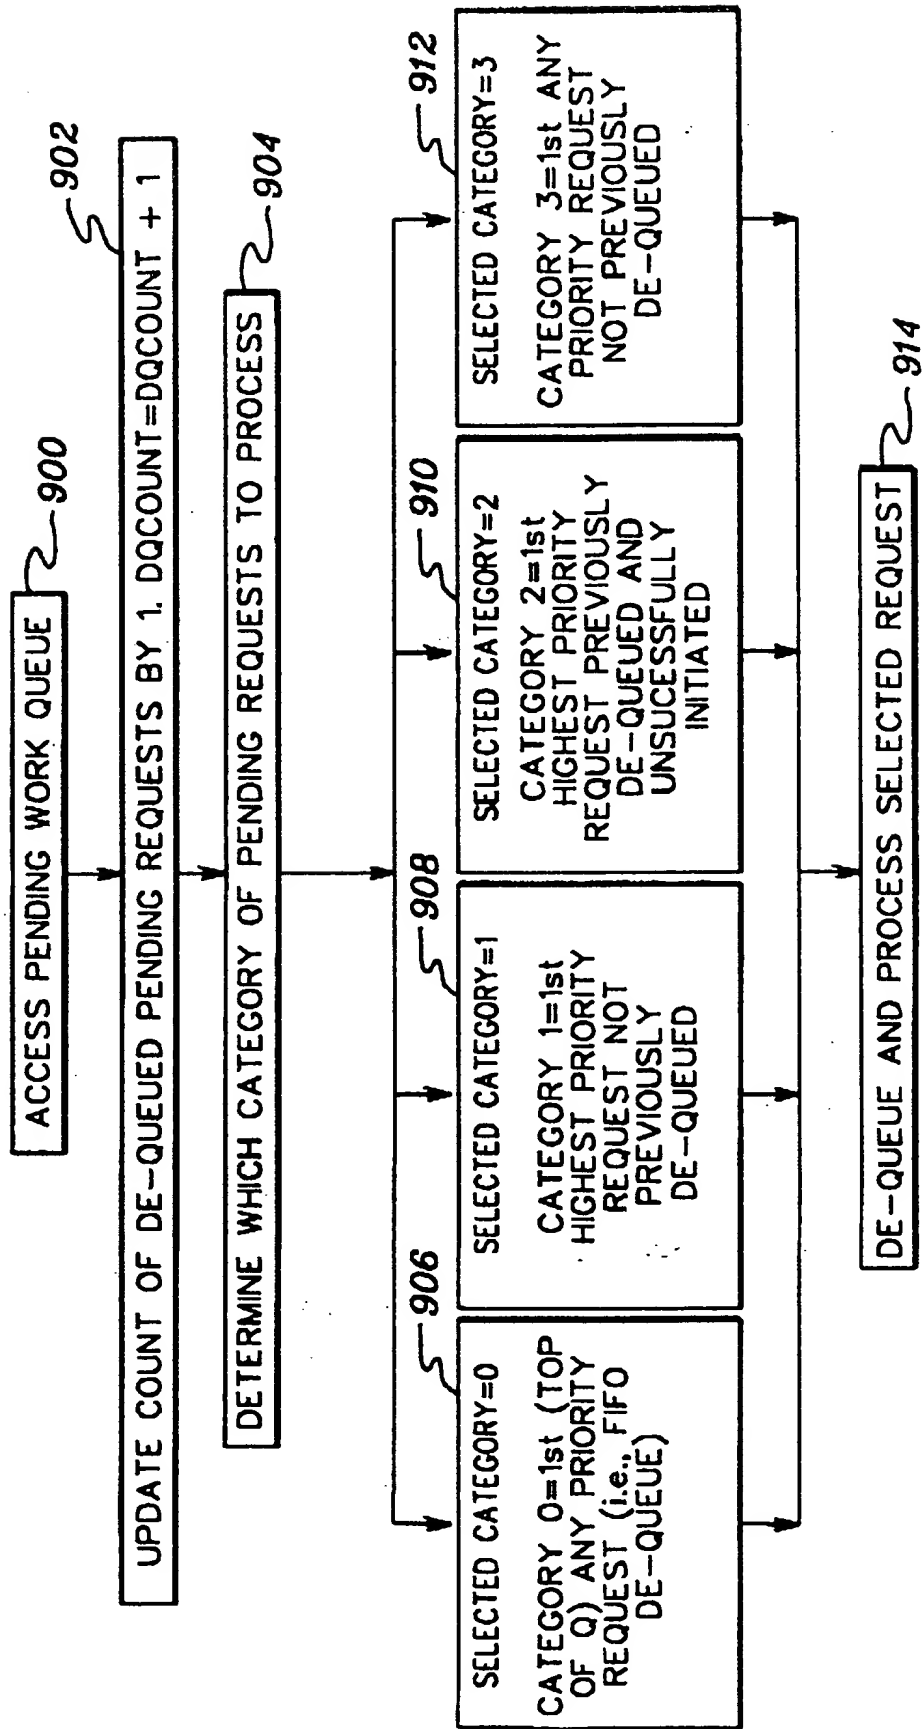 ACCESS PENDING WORK QUEUE
900
UPDATE COUNT OF DE-QUEUED PENDING REQUESTS BY 1. DQCOUNT=DQCOUNT + 1
902
DETERMINE WHICH CATEGORY OF PENDING REQUESTS TO PROCESS
904
906
SELECTED CATEGORY=0
CATEGORY 0=1st (TOP
OF Q) ANY PRIORITY
REQUEST (i.e., FIFO
DE-QUEUE)
908
SELECTED CATEGORY=1
CATEGORY 1=1st
HIGHEST PRIORITY
REQUEST NOT
PREVIOUSLY
DE-QUEUED
910
SELECTED CATEGORY=2
CATEGORY 2=1st
HIGHEST PRIORITY
REQUEST PREVIOUSLY
DE-QUEUED AND
UNSUCESSFULLY
INITIATED
912
SELECTED CATEGORY=3
CATEGORY 3=1st ANY
PRIORITY REQUEST
NOT PREVIOUSLY
DE-QUEUED
DE-QUEUE AND PROCESS SELECTED REQUEST
914